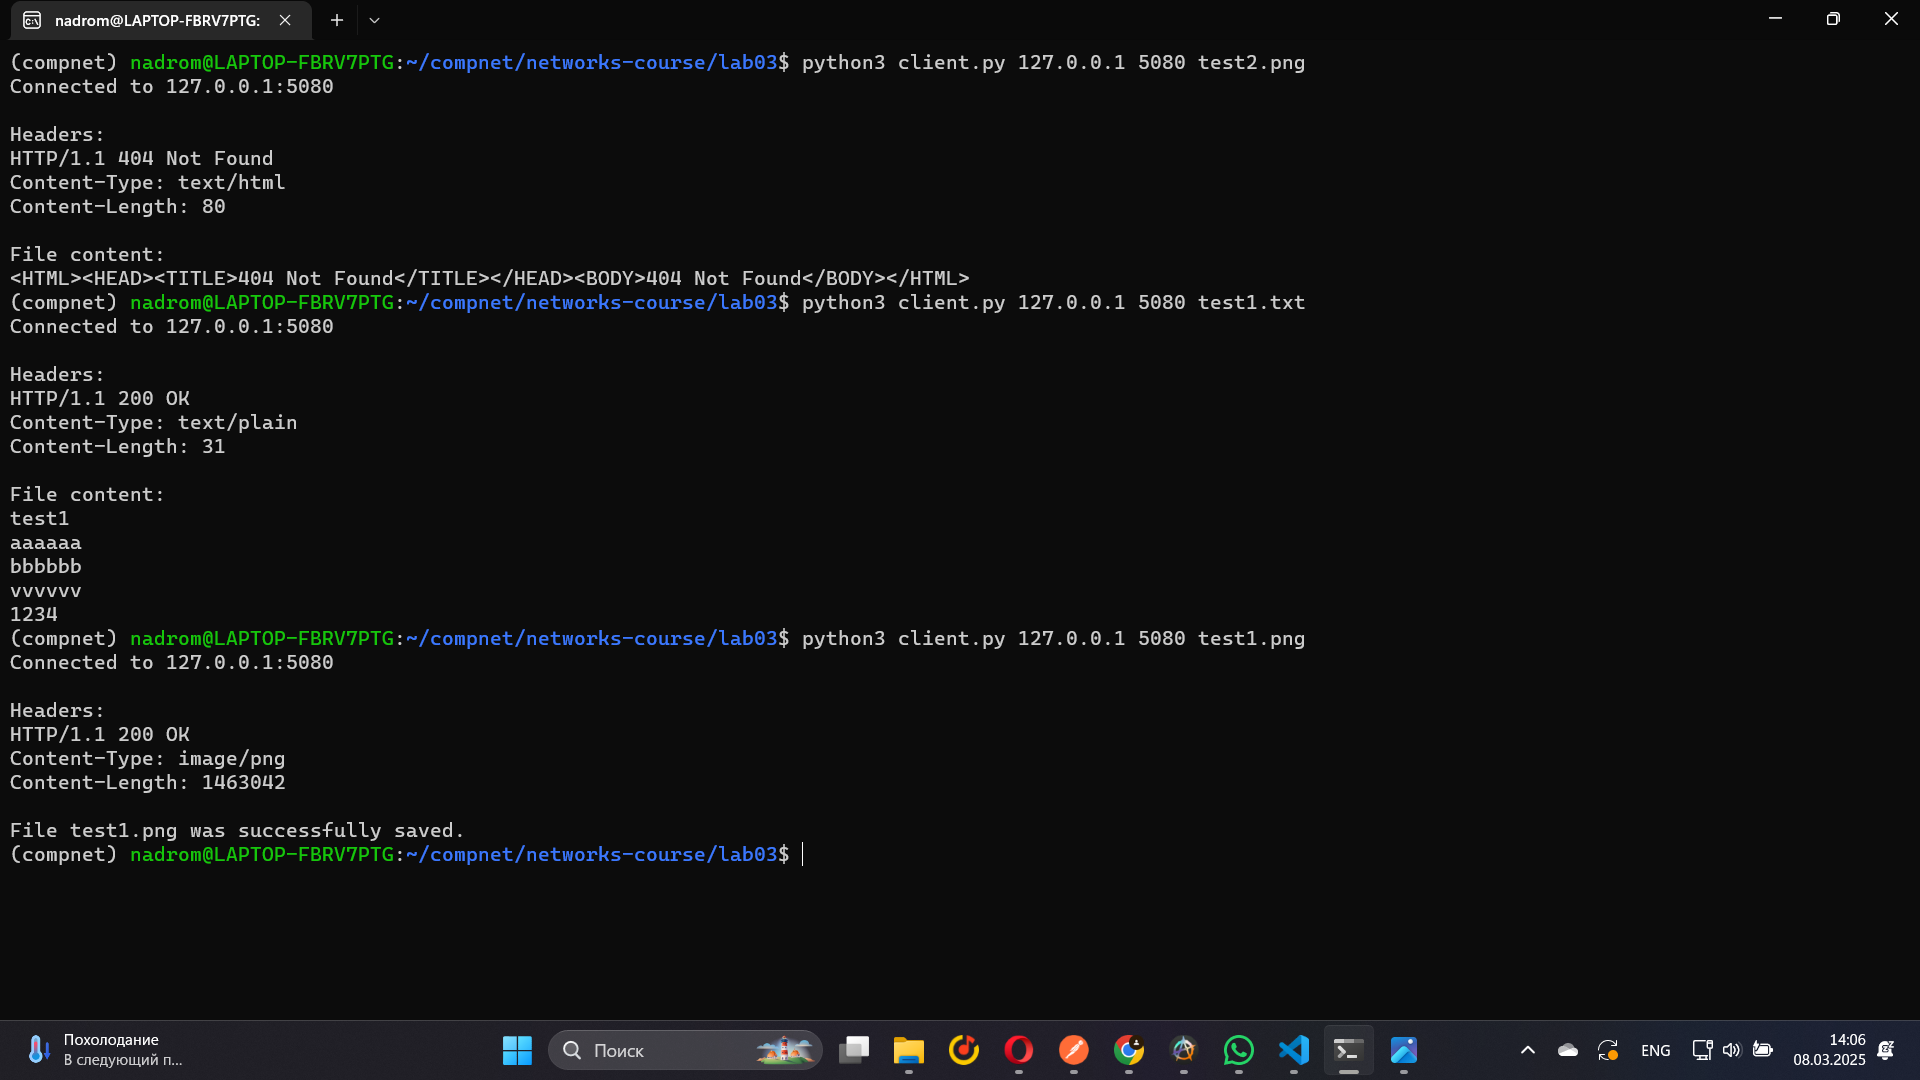 nadrom@LAPTOP-FBRV7PTG:
(compnet) nadrom@LAPTOP-FBRV7PTG:~/compnet/networks-course/lab03$ python3 client.py 127.0.0.1 5080 test2.png
Connected to 127.0.0.1:5080
Headers:
HTTP/1.1 404 Not Found
Content-Type: text/html
Content-Length: 80
File content:
<HTML><HEAD><TITLE>404 Not Found</TITLE></HEAD><BODY>404 Not Found</BODY></HTML>
(compnet) nadrom@LAPTOP-FBRV7PTG:~/compnet/networks-course/lab03$ python3 client.py 127.0.0.1 5080 test1.txt
Connected to 127.0.0.1:5080
Headers:
HTTP/1.1 200 OK
Content-Type: text/plain
Content-Length: 31
File content:
test1
aaaaaa
bbbbbb
vvvvvv
1234
(compnet) nadrom@LAPTOP-FBRV7PTG:~/compnet/networks-course/lab03$ python3 client.py 127.0.0.1 5080 test1.png
Connected to 127.0.0.1:5080
Headers:
HTTP/1.1 200 OK
Content-Type: image/png
Content-Length: 1463042
File test1.png was successfully saved.
(compnet) nadrom@LAPTOP-FBRV7PTG:~/compnet/networks-course/lab03$
Похолодание
В следующий п...
Поиск
ENG
14:06
08.03.2025